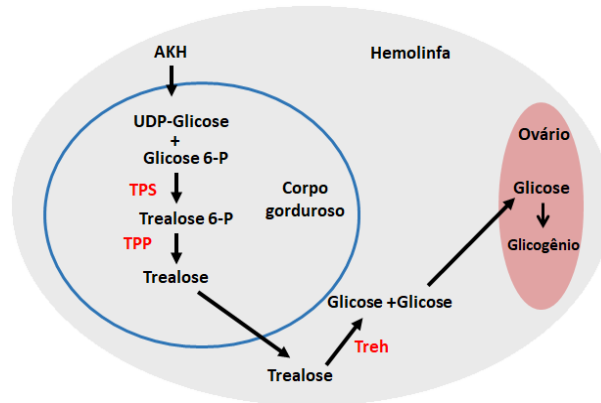 AKH
Hemolinfa
UDP-Glicose
+
Glicose 6-P
TPS
Trealose 6-P
TPP
Trealose
Corpo
gorduroso
Ovário
Glicose
Glicogênio
Glicose +Glicose
Treh
Trealose